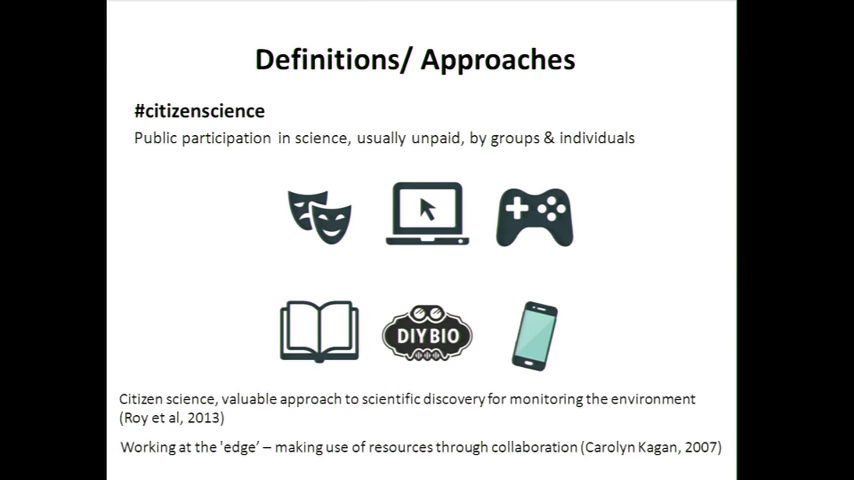 Definitions/ Approaches
#citizenscience
Public participation in science, usually unpaid, by groups & individuals
DIYBIO
Citizen science, valuable approach to scientific discovery for monitoring the environment
(Roy et al, 2013)
Working at the 'edge’ – making use of resources through collaboration (Carolyn Kagan, 2007)